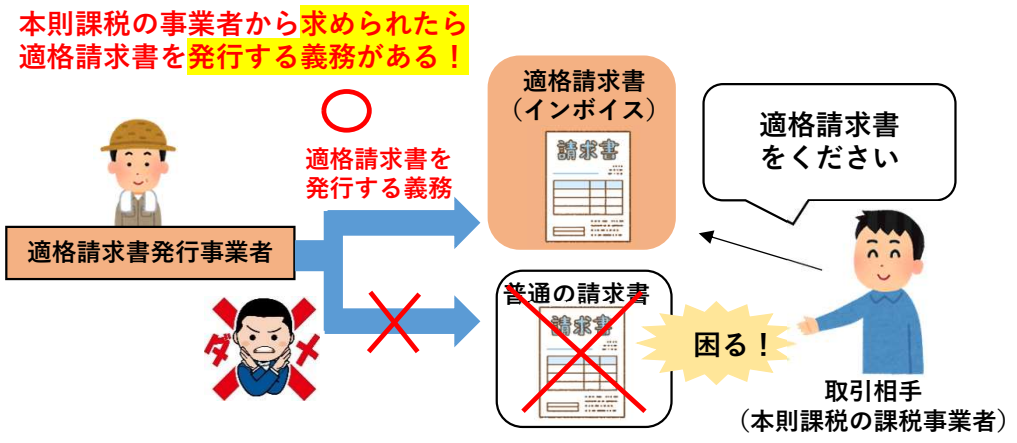 本則課税の事業者から求められたら
適格請求書を発行する義務がある！
適格請求書
（インボイス）
請求書
適格請求書
をください
適格請求書を
発行する義務
適格請求書発行事業者
普通の請求書
請求書
ダメ
困る！
取引相手
（本則課税の課税事業者）